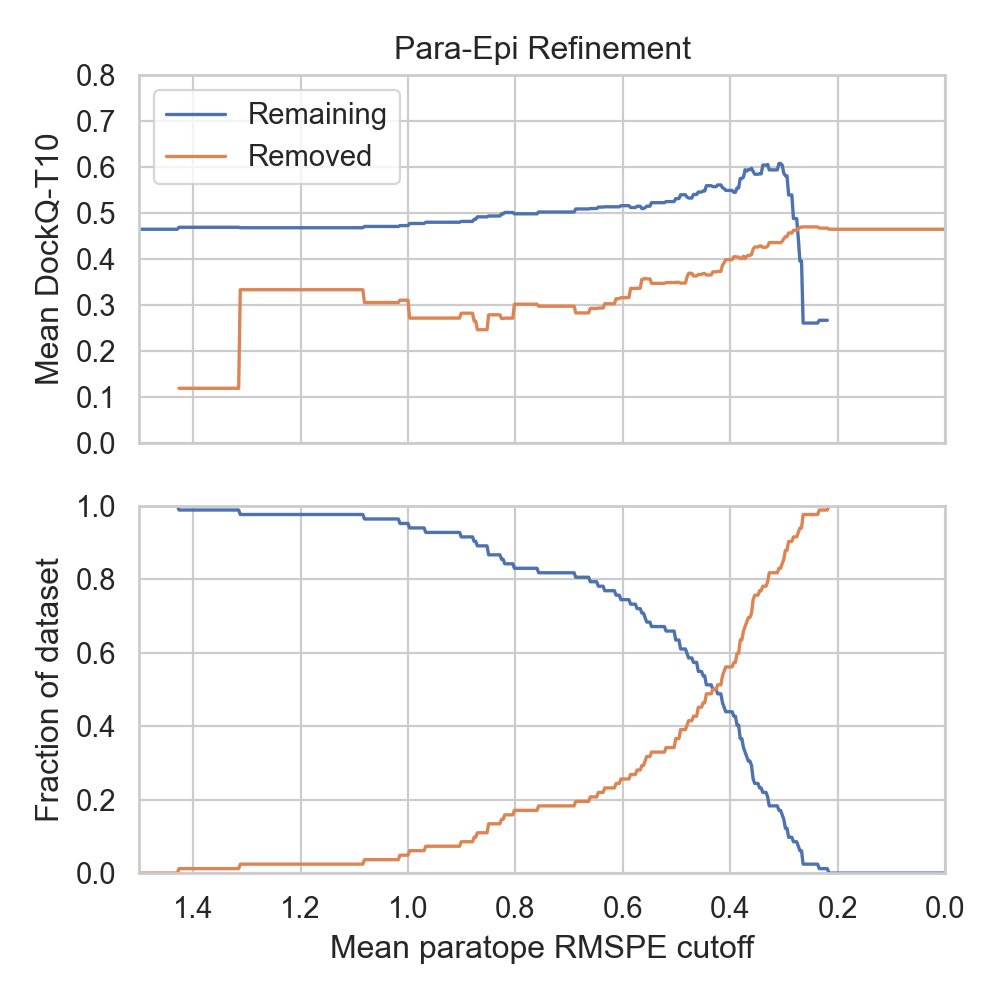 Para-Epi Refinement
Mean DockQ-T10
0.8
0.7
0.6
0.5
0.4
0.3
0.2
0.1
0.0
Remaining
Removed
Fraction of dataset
1.0
0.8
0.6
0.4
0.2
0.0
1.4 1.2 1.0 0.8 0.6 0.4 0.2 0.0
Mean paratope RMSPE cutoff